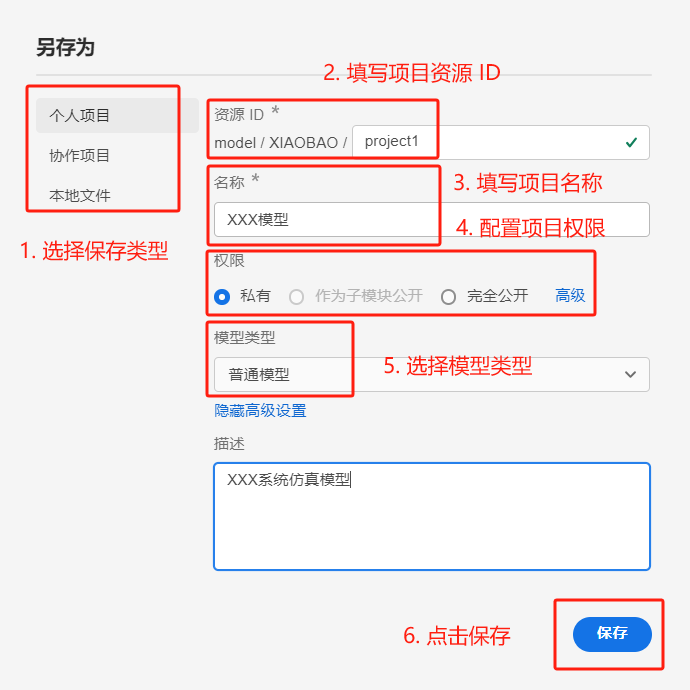 另存为
2. 填写项目资源 ID
个人项目
协作项目
本地文件
1. 选择保存类型
资源 ID *
model / XIAOBAO / project1
名称 *
3. 填写项目名称
XXX模型
4. 配置项目权限
权限
私有 作为子模块公开 完全公开 高级
模型类型
5. 选择模型类型
普通模型
隐藏高级设置
描述
XXX系统仿真模型
6. 点击保存
保存